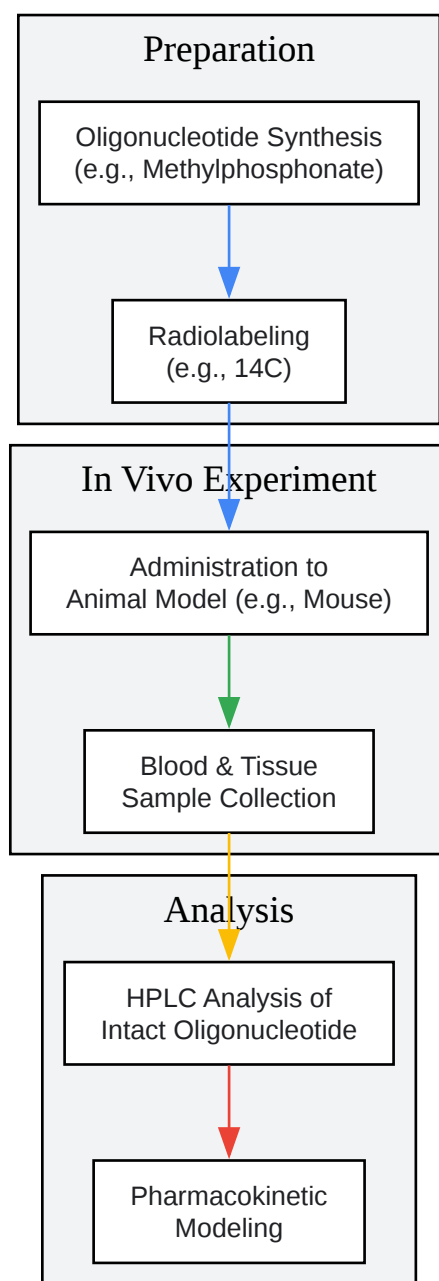 Preparation
Oligonucleotide Synthesis
(e.g., Methylphosphonate)
Radiolabeling
(e.g., 14C)
In Vivo Experiment
Administration to
Animal Model (e.g., Mouse)
Blood & Tissue
Sample Collection
Analysis
HPLC Analysis of
Intact Oligonucleotide
Pharmacokinetic
Modeling